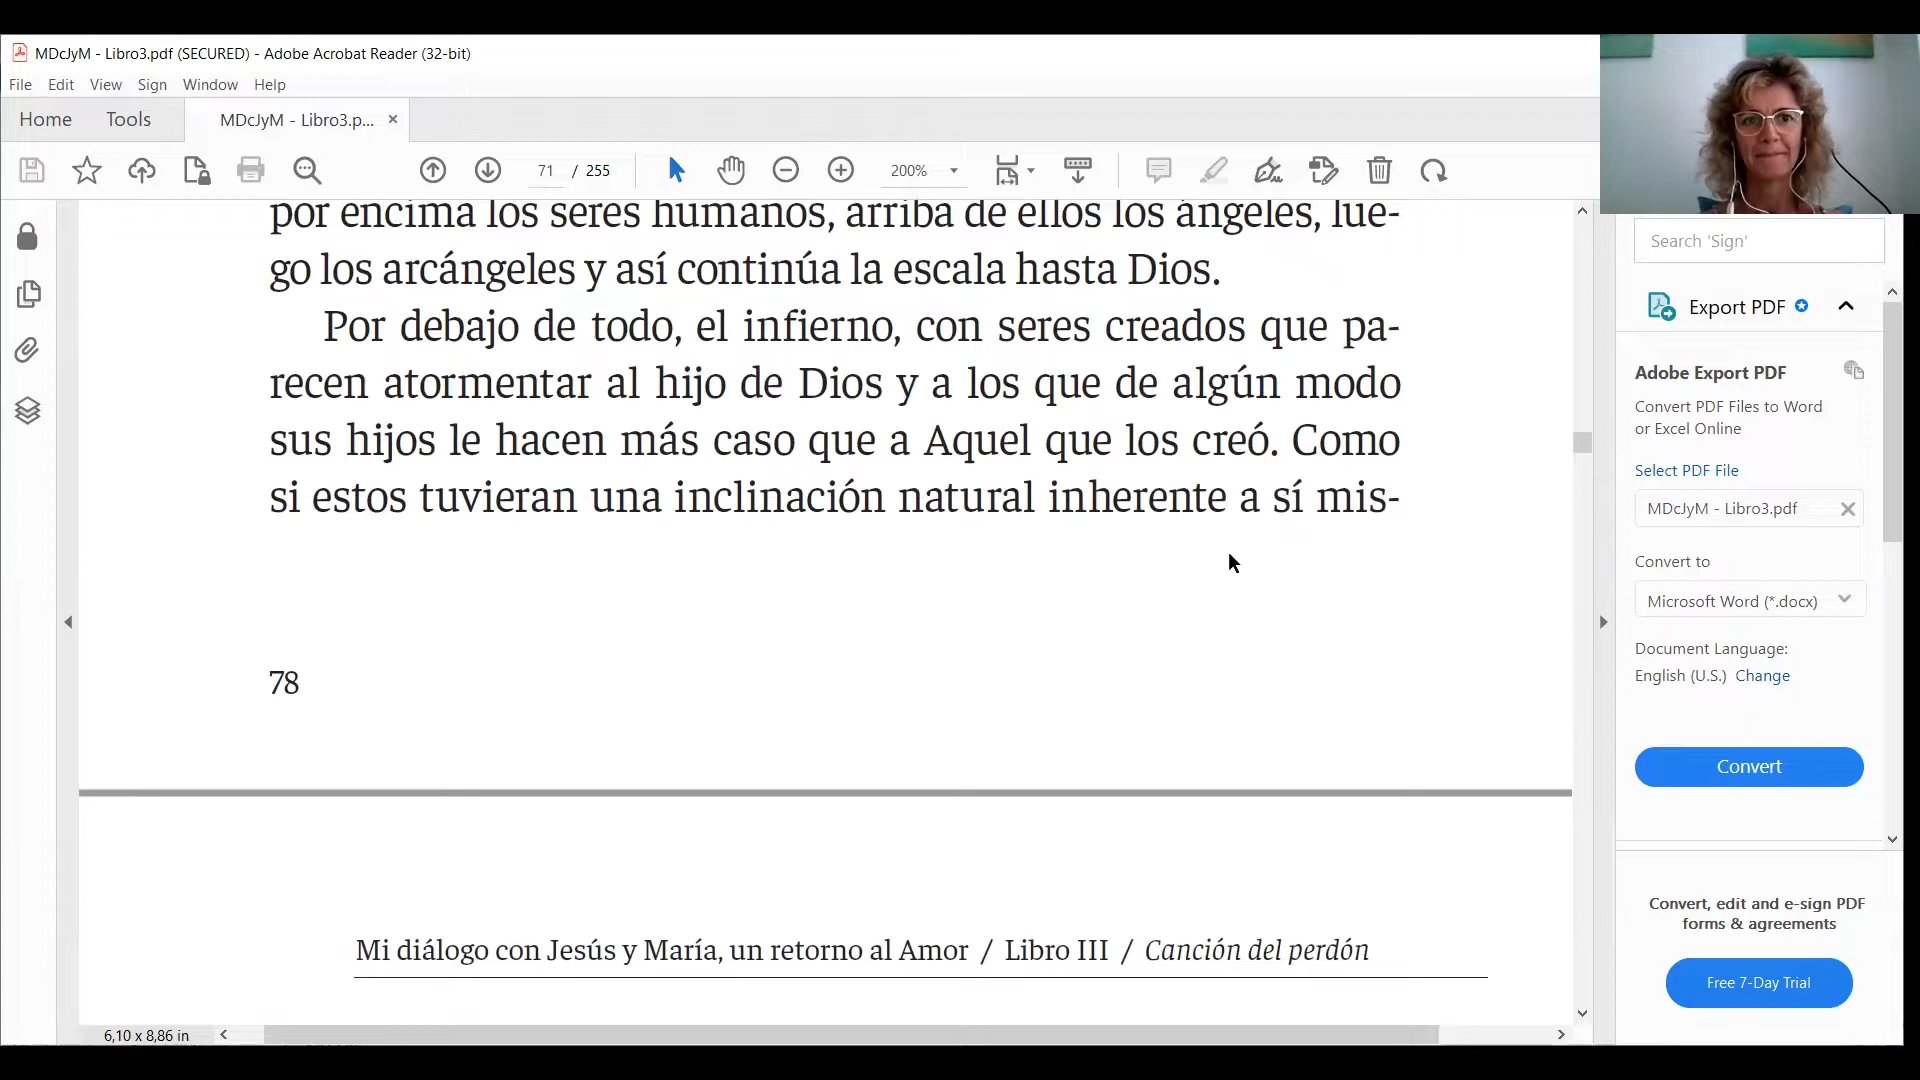 MDcJyM - Libro3.pdf (SECURED) - Adobe Acrobat Reader (32-bit)
File Edit View Sign Window Help
Home Tools MDcJyM - Libro3.p... ×
71 / 255 200%
por encima los seres humanos, arriba de ellos los ángeles, lue-
go los arcángeles y así continúa la escala hasta Dios.
Por debajo de todo, el infierno, con seres creados que pa-
recen atormentar al hijo de Dios y a los que de algún modo
sus hijos le hacen más caso que a Aquel que los creó. Como
si estos tuvieran una inclinación natural inherente a sí mis-
78
Mi diálogo con Jesús y María, un retorno al Amor / Libro III / Canción del perdón
6,10 x 8,86 in
Search 'Sign'
Export PDF
Adobe Export PDF
Convert PDF Files to Word
or Excel Online
Select PDF File
MDcJyM - Libro3.pdf
Convert to
Microsoft Word (*.docx)
Document Language:
English (U.S.) Change
Convert
Convert, edit and e-sign PDF
forms & agreements
Free 7-Day Trial